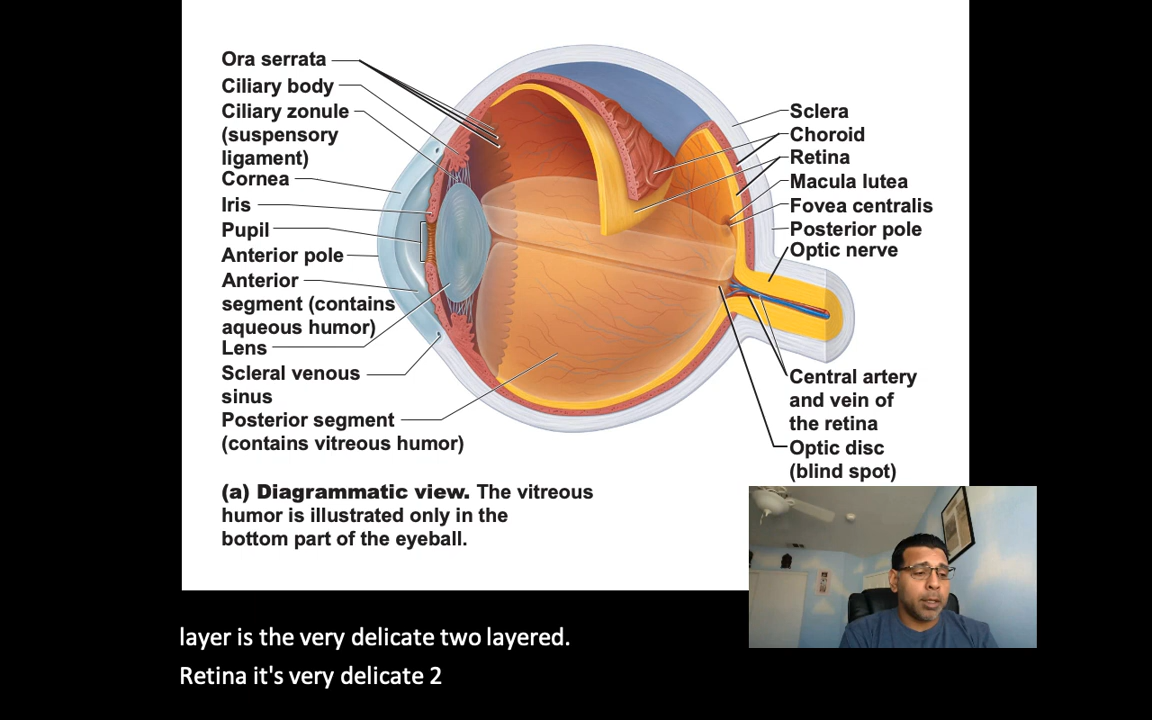 Ora serrata
Ciliary body
Ciliary zonule
(suspensory
ligament)
Cornea
Iris
Pupil
Anterior pole
Anterior
segment (contains
aqueous humor)
Lens
Scleral venous
sinus
Posterior segment
(contains vitreous humor)
Sclera
Choroid
Retina
Macula lutea
Fovea centralis
Posterior pole
Optic nerve
Central artery
and vein of
the retina
Optic disc
(blind spot)
(a) Diagrammatic view. The vitreous
humor is illustrated only in the
bottom part of the eyeball.
layer is the very delicate two layered.
Retina it's very delicate 2